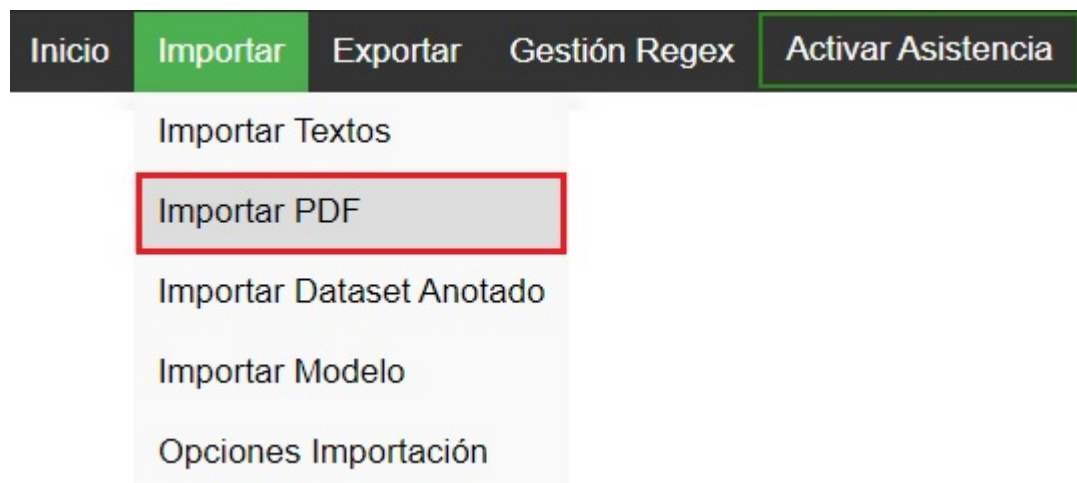 Inicio Importar Exportar Gestión Regex Activar Asistencia
Importar Textos
Importar PDF
Importar Dataset Anotado
Importar Modelo
Opciones Importación